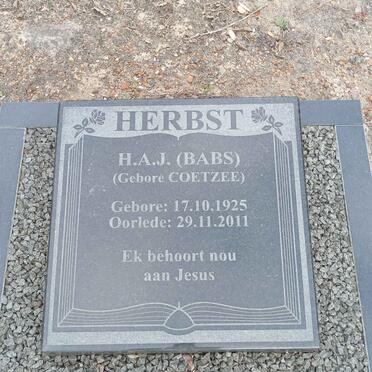 HERBST
H.A.J. (BABS)
(Gebore COETZEE)
Gebore: 17.10.1925
Oorlede: 29.11.2011
Ek behoort nou
aan Jesus